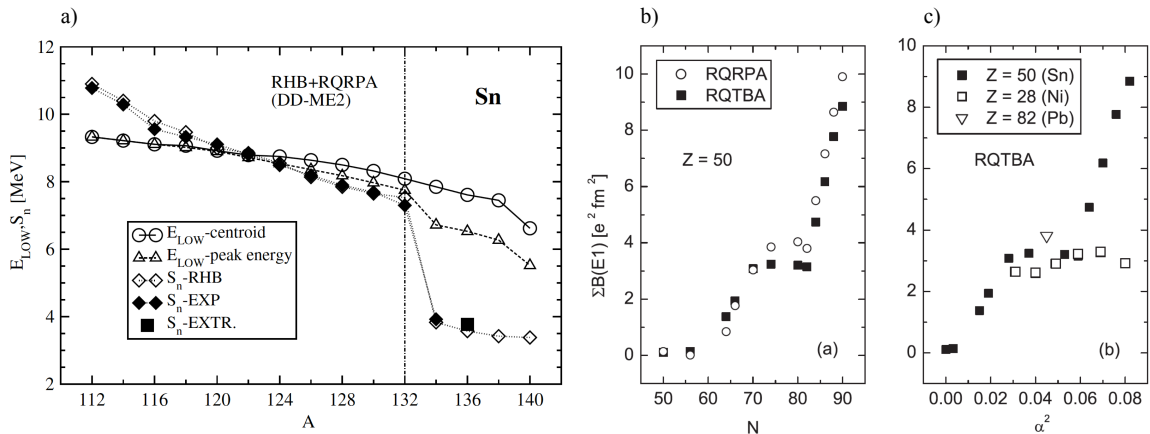 a)
12
10
8
6
4
2
E_LOW,S_n [MeV]
RHB+RQRPA
(DD-ME2)
Sn
E_LOW-centroid
E_LOW-peak energy
S_n-RHB
S_n-EXP
S_n-EXTR.
112 116 120 124 128 132 136 140
A
b)
10
8
6
4
2
0
ΣB(E1) [e² fm²]
RQRPA
RQTBA
Z = 50
(a)
50 60 70 80 90
N
c)
10
8
6
4
2
0
Z = 50 (Sn)
Z = 28 (Ni)
Z = 82 (Pb)
RQTBA
(b)
0.00 0.02 0.04 0.06 0.08
α²